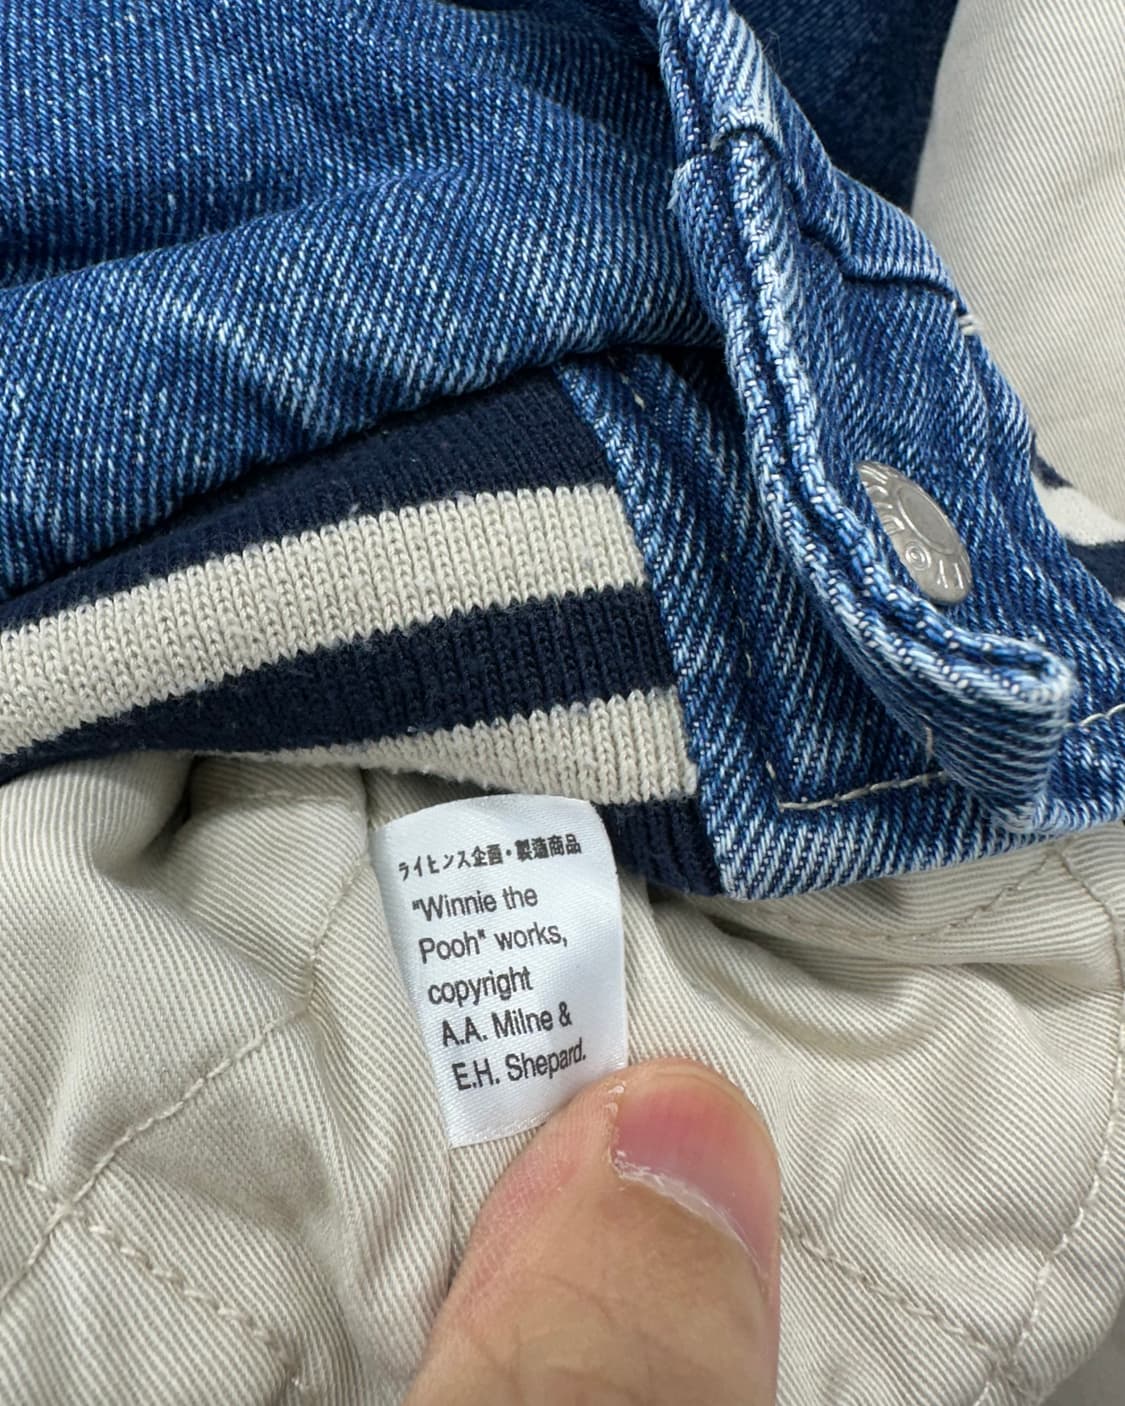 ライセンス企画・製造商品
"Winnie the
Pooh" works,
copyright
A.A. Milne &
E.H. Shepard.